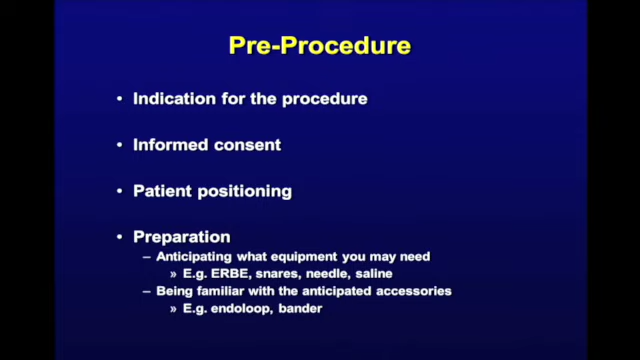 Pre-Procedure
• Indication for the procedure
• Informed consent
• Patient positioning
• Preparation
– Anticipating what equipment you may need
» E.g. ERBE, snares, needle, saline
– Being familiar with the anticipated accessories
» E.g. endoloop, bander